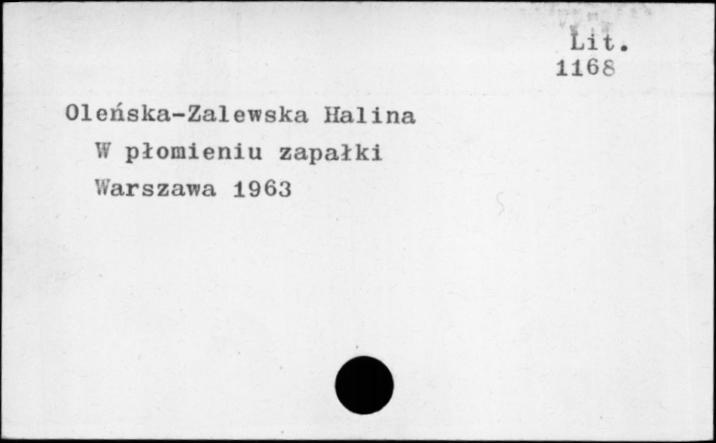 Lit.
1168
Oleńska-Zalewska Halina
W płomieniu zapałki
Warszawa 1963